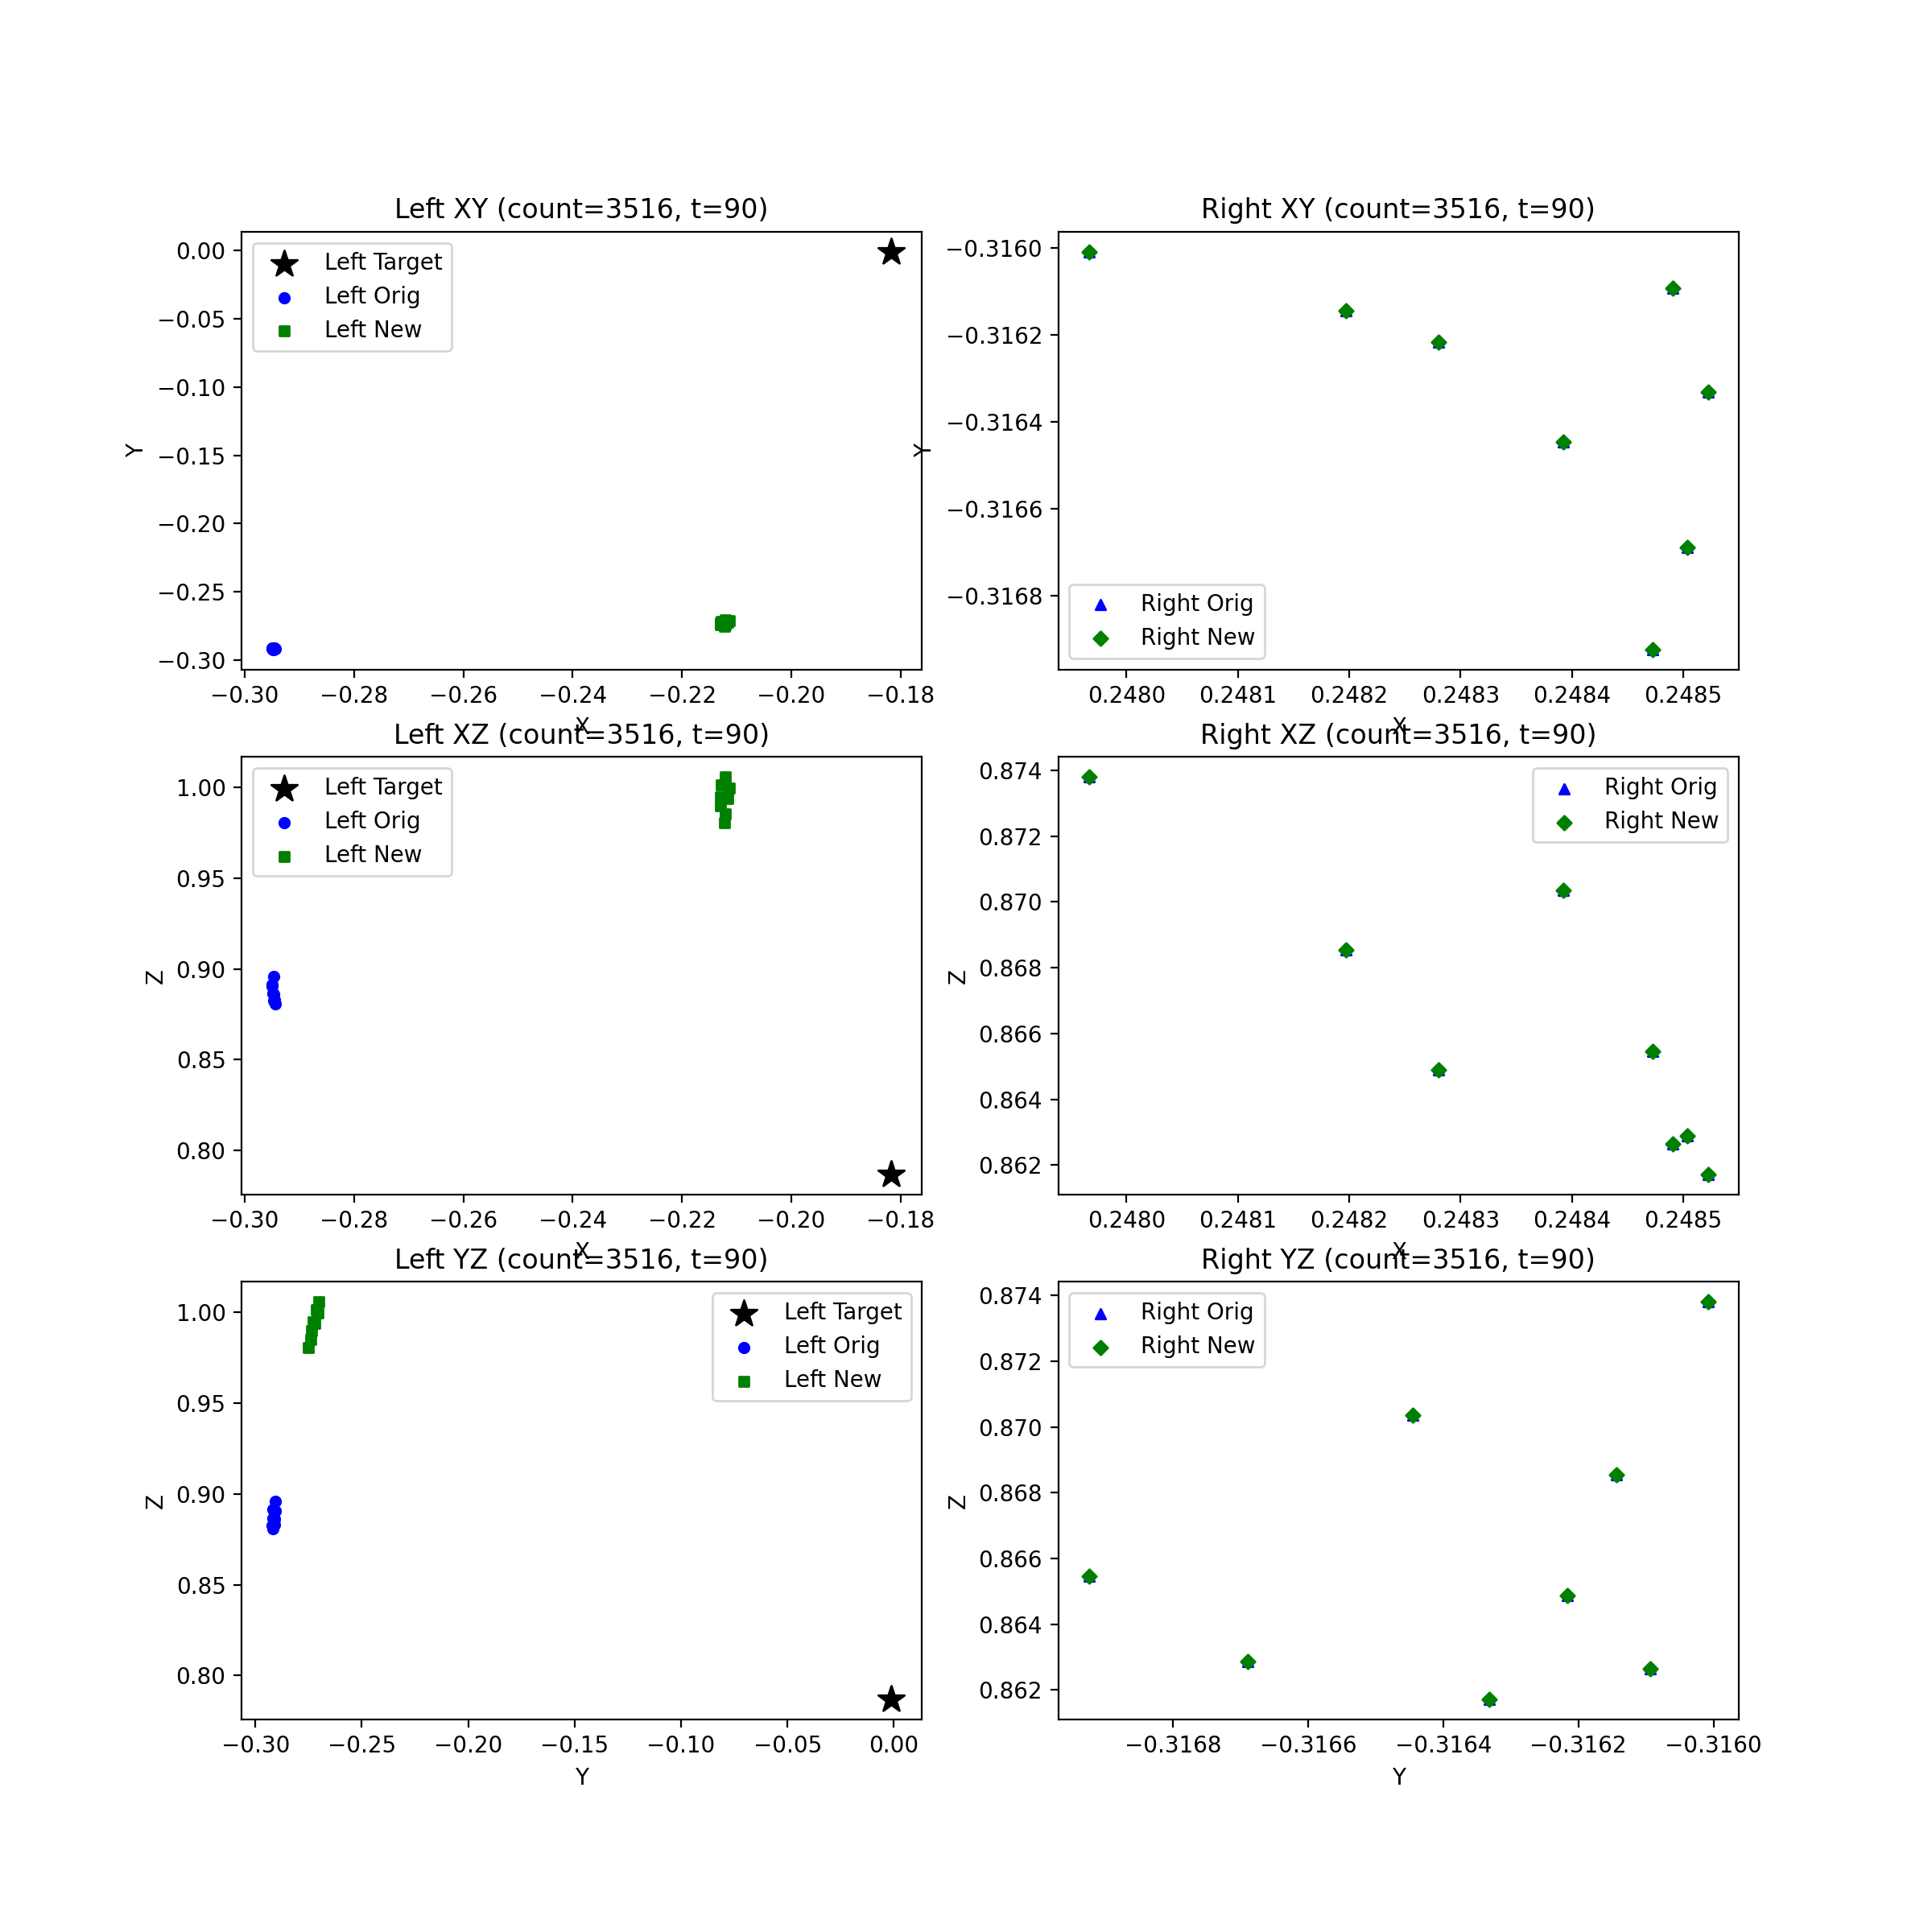 Left XY (count=3516, t=90)
0.00
−0.05
−0.10
−0.15
−0.20
−0.25
−0.30
Y
Left Target
Left Orig
Left New
−0.30 −0.28 −0.26 −0.24 −0.22 −0.20 −0.18
X
Right XY (count=3516, t=90)
−0.3160
−0.3162
−0.3164
−0.3166
−0.3168
Y
Right Orig
Right New
0.2480 0.2481 0.2482 0.2483 0.2484 0.2485
X
Left XZ (count=3516, t=90)
1.00
0.95
0.90
0.85
0.80
Z
Left Target
Left Orig
Left New
−0.30 −0.28 −0.26 −0.24 −0.22 −0.20 −0.18
X
Right XZ (count=3516, t=90)
0.874
0.872
0.870
0.868
0.866
0.864
0.862
Z
Right Orig
Right New
0.2480 0.2481 0.2482 0.2483 0.2484 0.2485
X
Left YZ (count=3516, t=90)
1.00
0.95
0.90
0.85
0.80
Z
Left Target
Left Orig
Left New
−0.30 −0.25 −0.20 −0.15 −0.10 −0.05 0.00
Y
Right YZ (count=3516, t=90)
0.874
0.872
0.870
0.868
0.866
0.864
0.862
Z
Right Orig
Right New
−0.3168 −0.3166 −0.3164 −0.3162 −0.3160
Y